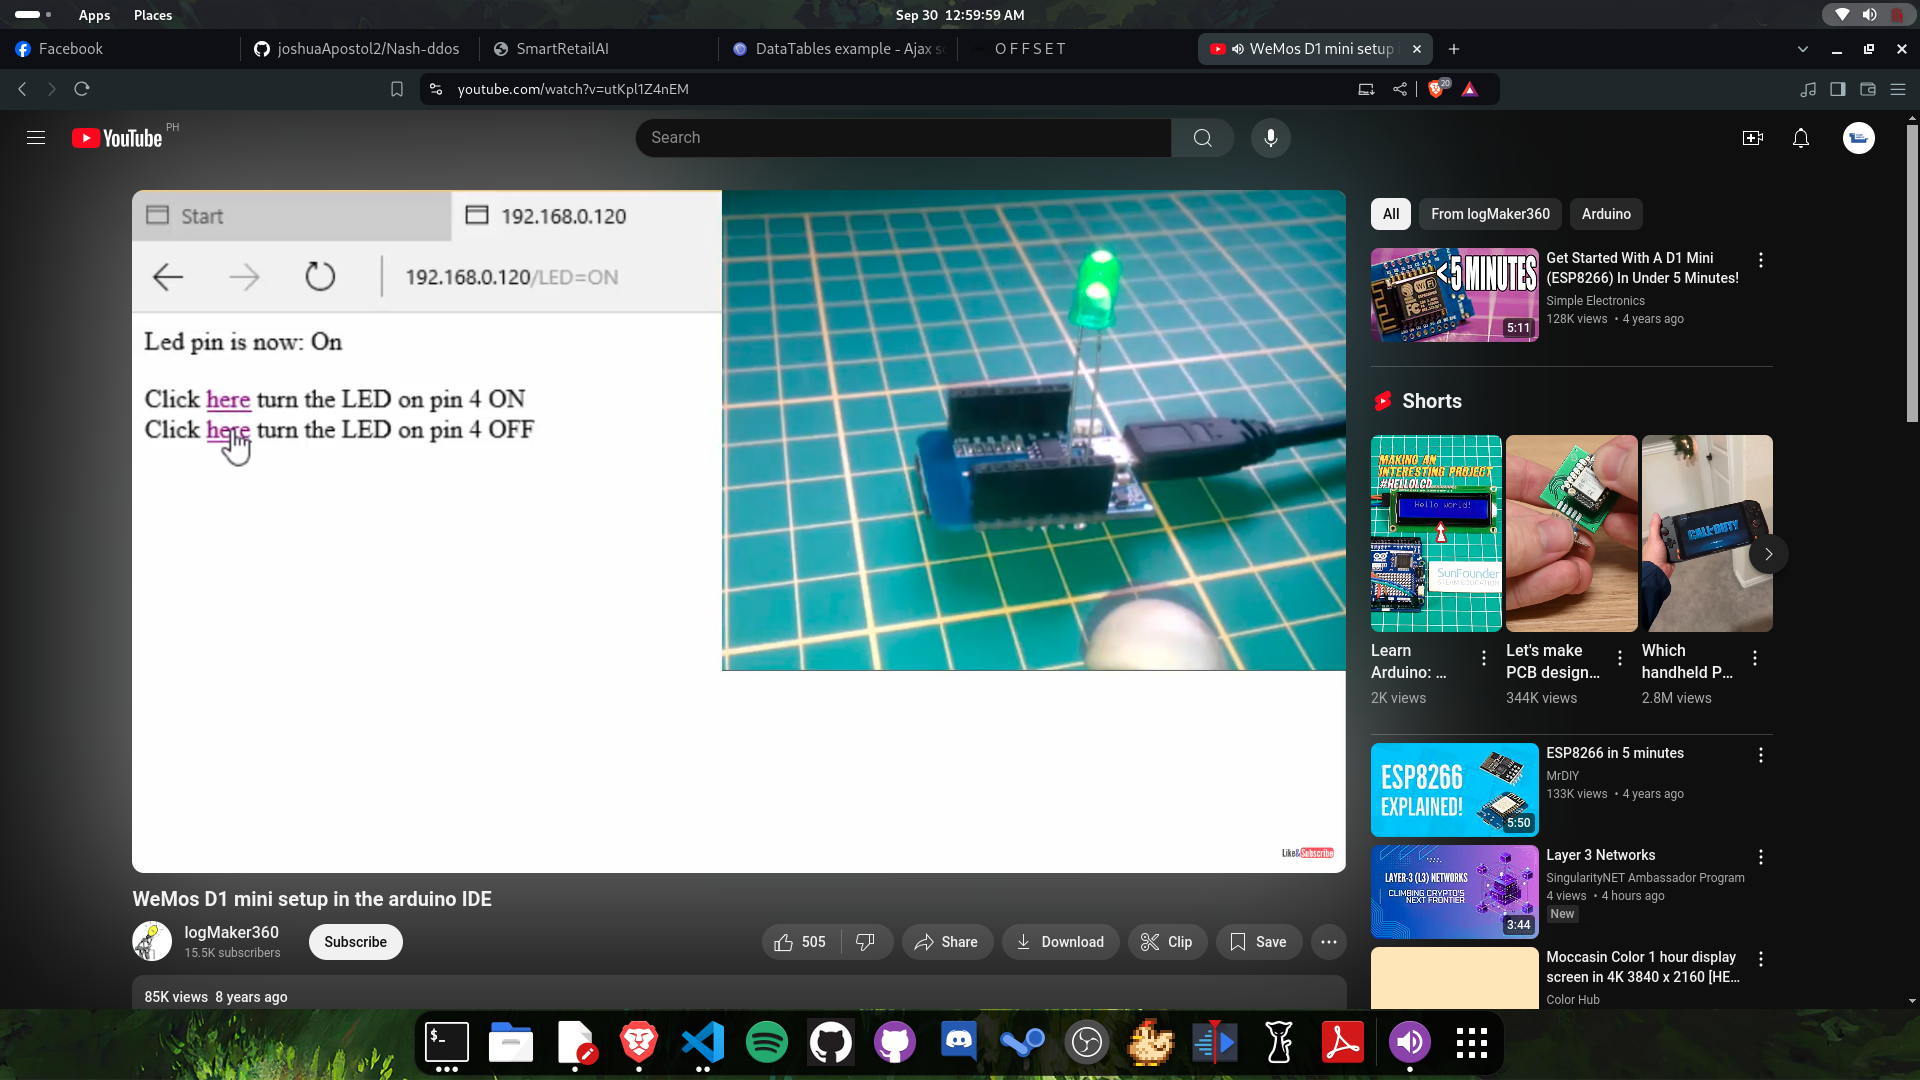 Apps Places Sep 30 12:59:59 AM
Facebook joshuaApostol2/Nash-ddos SmartRetailAI DataTables example - Ajax OFFSET WeMos D1 mini setup
youtube.com/watch?v=utKpl1Z4nEM 20
YouTube PH Search
Start 192.168.0.120
192.168.0.120/LED=ON
Led pin is now: On
Click here turn the LED on pin 4 ON
Click here turn the LED on pin 4 OFF
Like& Subscribe
WeMos D1 mini setup in the arduino IDE
logMaker360
15.5K subscribers
Subscribe
505 Share Download Clip Save
85K views 8 years ago
All From logMaker360 Arduino
<5 MINUTES
WiFi
5:11
Get Started With A D1 Mini
(ESP8266) In Under 5 Minutes!
Simple Electronics
128K views • 4 years ago
Shorts
MAKING AN
INTERESTING PROJECT
#HELLOLCD
Hello world!
SunFounder
STEAM EDUCATION
CALL·DUTY
Learn
Arduino: ...
2K views
Let's make
PCB design...
344K views
Which
handheld P...
2.8M views
ESP8266
EXPLAINED!
5:50
ESP8266 in 5 minutes
MrDIY
133K views • 4 years ago
LAYER-3 (L3) NETWORKS
CLIMBING CRYPTO'S
NEXT FRONTIER
3:44
Layer 3 Networks
SingularityNET Ambassador Program
4 views • 4 hours ago
New
Moccasin Color 1 hour display
screen in 4K 3840 x 2160 [HE...
Color Hub
$_